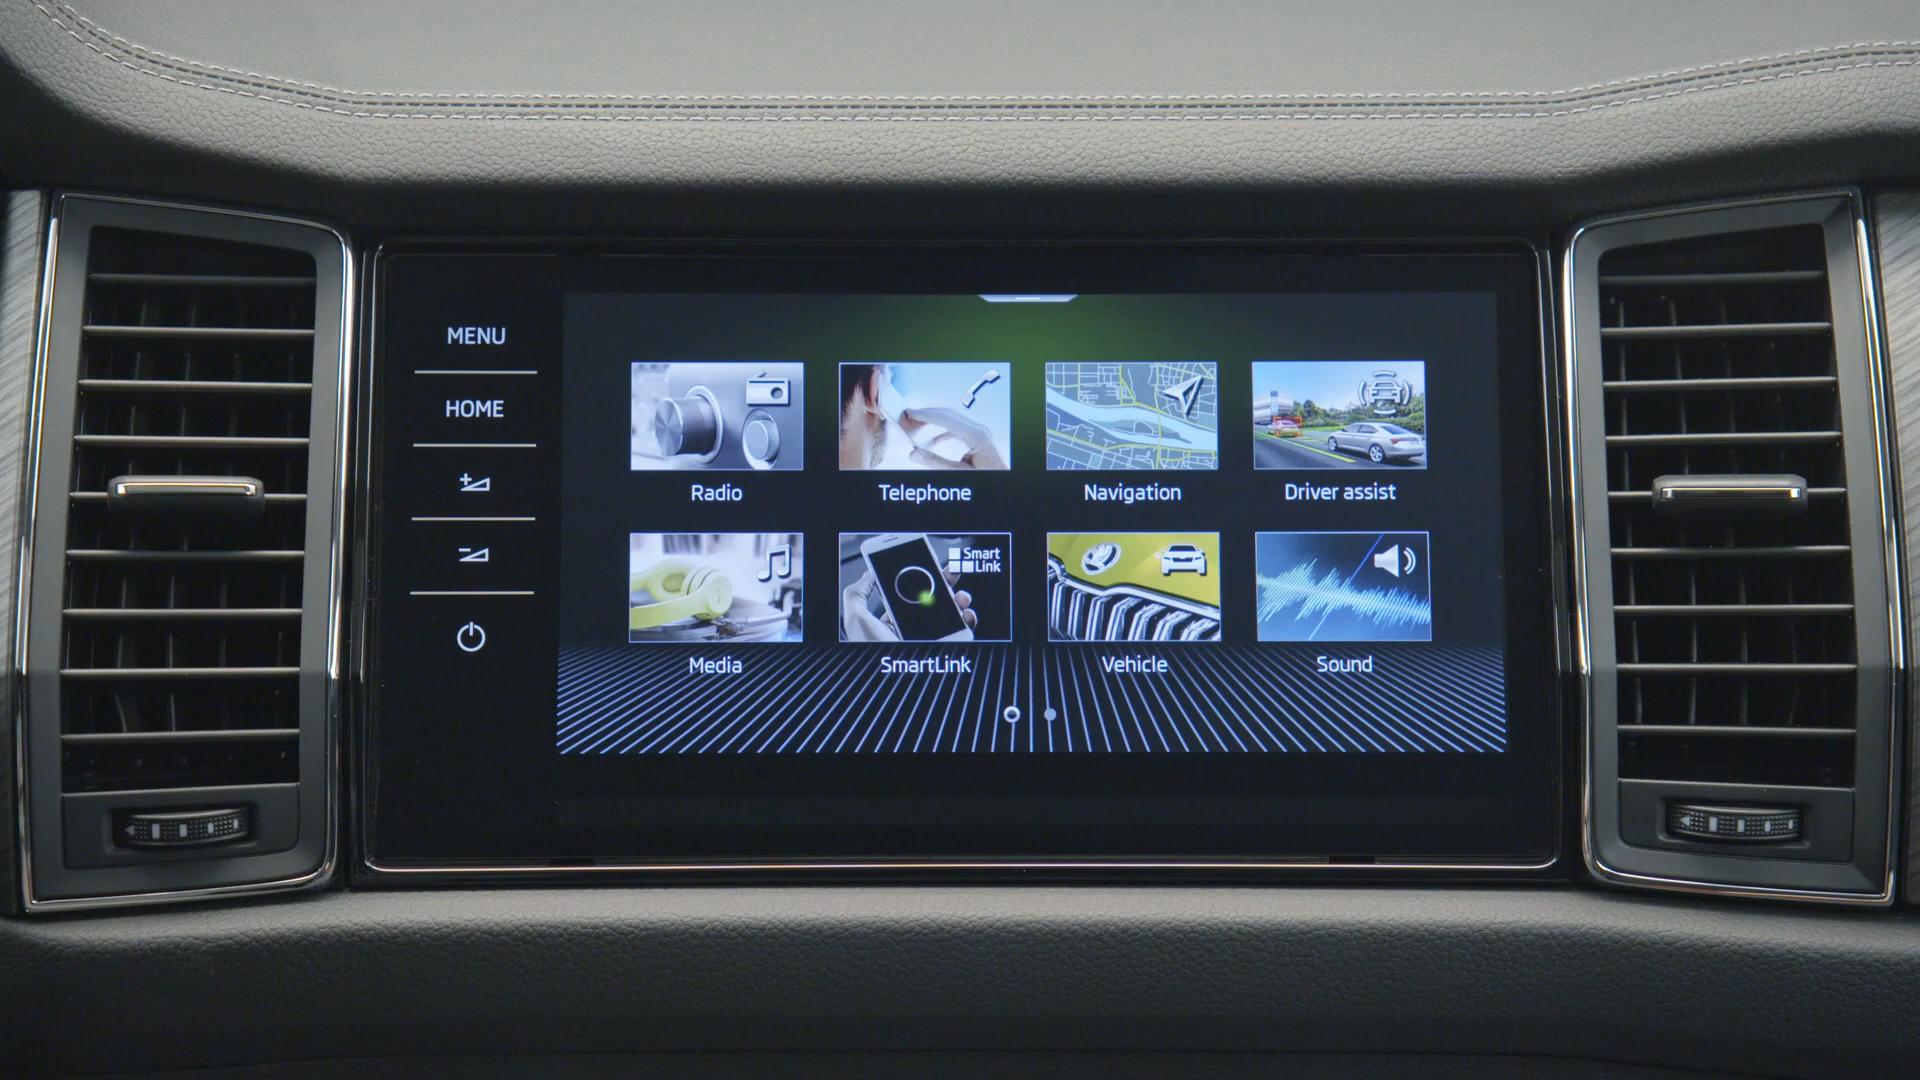 MENU
HOME
Radio
Telephone
Navigation
Driver assist
Smart
Link
Media
SmartLink
Vehicle
Sound